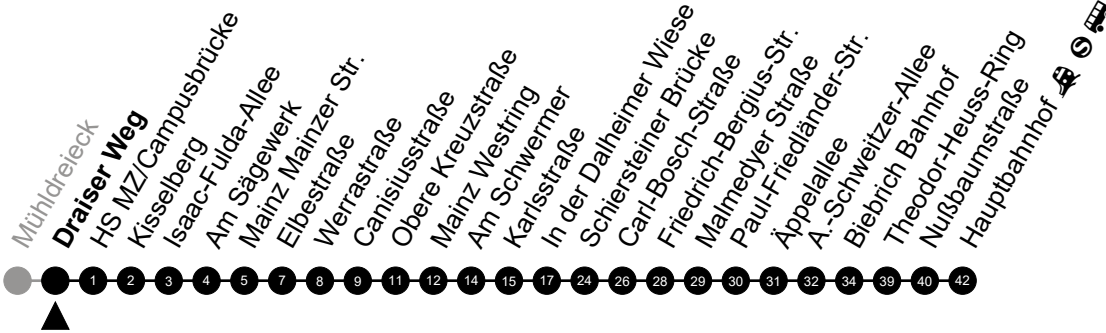 Mühldreieck
Draiser Weg
HS MZ/Campusbrücke
Kisselberg
Isaac-Fulda-Allee
Am Sägewerk
Mainz Mainzer Str.
Elbestraße
Werrastraße
Canisiusstraße
Obere Kreuzstraße
Mainz Westring
Am Schwermer
Karlsstraße
In der Dalheimer Wiese
Schiersteiner Brücke
Carl-Bosch-Straße
Friedrich-Bergius-Str.
Malmedyer Straße
Paul-Friedländer-Str.
Äppelallee
A.-Schweitzer-Allee
Biebrich Bahnhof
Theodor-Heuss-Ring
Nußbaumstraße
Hauptbahnhof S
1 2 3 4 5 7 8 9 11 12 14 15 17 24 26 28 29 30 31 32 34 39 40 42